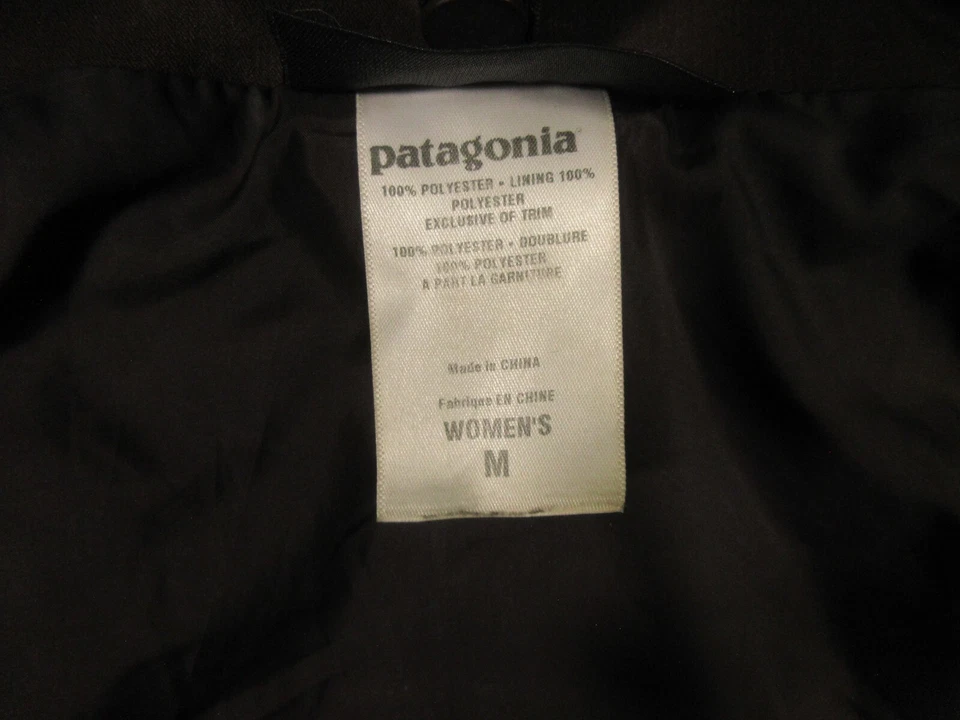 patagonia
100% POLYESTER • LINING 100%
POLYESTER
EXCLUSIVE OF TRIM
100% POLYESTER • DOUBLURE
100% POLYESTER
A PART LA GARNITURE
Made in CHINA
Fabrique EN CHINE
WOMEN'S
M